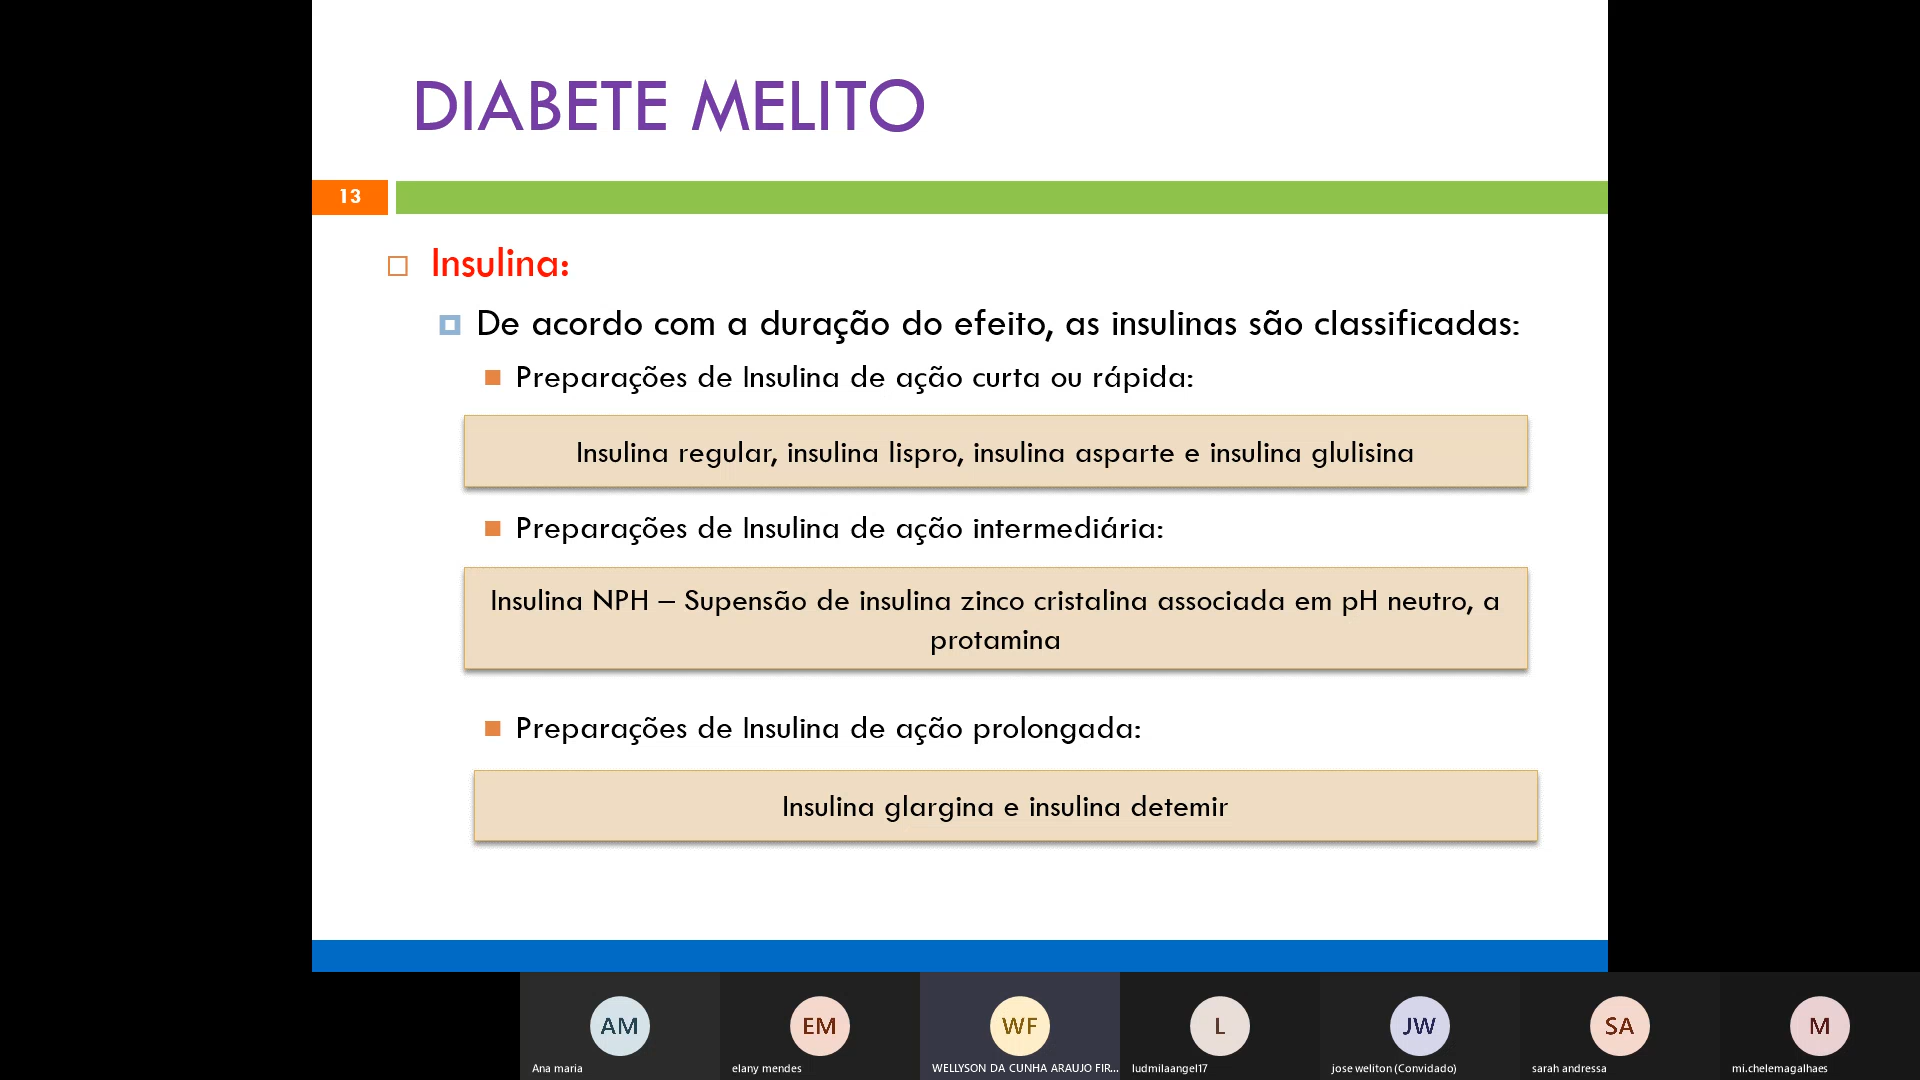 DIABETE MELITO
13
Insulina:
De acordo com a duração do efeito, as insulinas são classificadas:
Preparações de Insulina de ação curta ou rápida:
Insulina regular, insulina lispro, insulina asparte e insulina glulisina
Preparações de Insulina de ação intermediária:
Insulina NPH – Supensão de insulina zinco cristalina associada em pH neutro, a
protamina
Preparações de Insulina de ação prolongada:
Insulina glargina e insulina detemir
AM
EM
WF
L
JW
SA
M
Ana maria
elany mendes
WELLYSON DA CUNHA ARAUJO FIR...
ludmilaangel17
jose weliton (Convidado)
sarah andressa
mi.chelemagalhaes